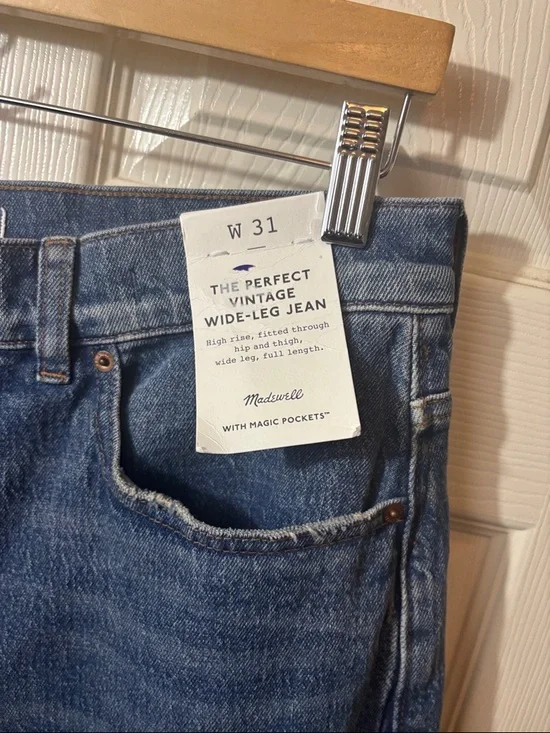 W 31
THE PERFECT
VINTAGE
WIDE-LEG JEAN
High rise, fitted through
hip and thigh,
wide leg, full length.
Madewell
WITH MAGIC POCKETS™